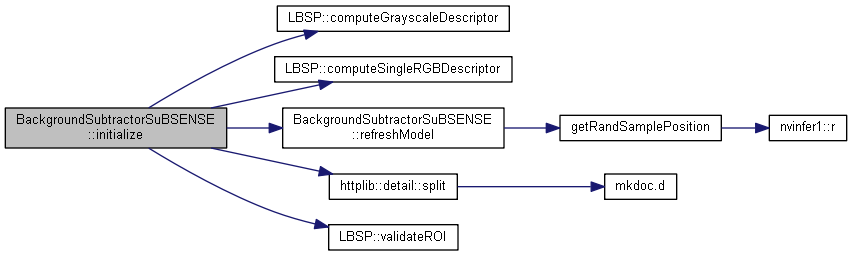 LBSP::computeGrayscaleDescriptor
LBSP::computeSingleRGBDescriptor
BackgroundSubtractorSuBSENSE
::initialize
BackgroundSubtractorSuBSENSE
::refreshModel
getRandSamplePosition
nvinfer1::r
httplib::detail::split
mkdoc.d
LBSP::validateROI